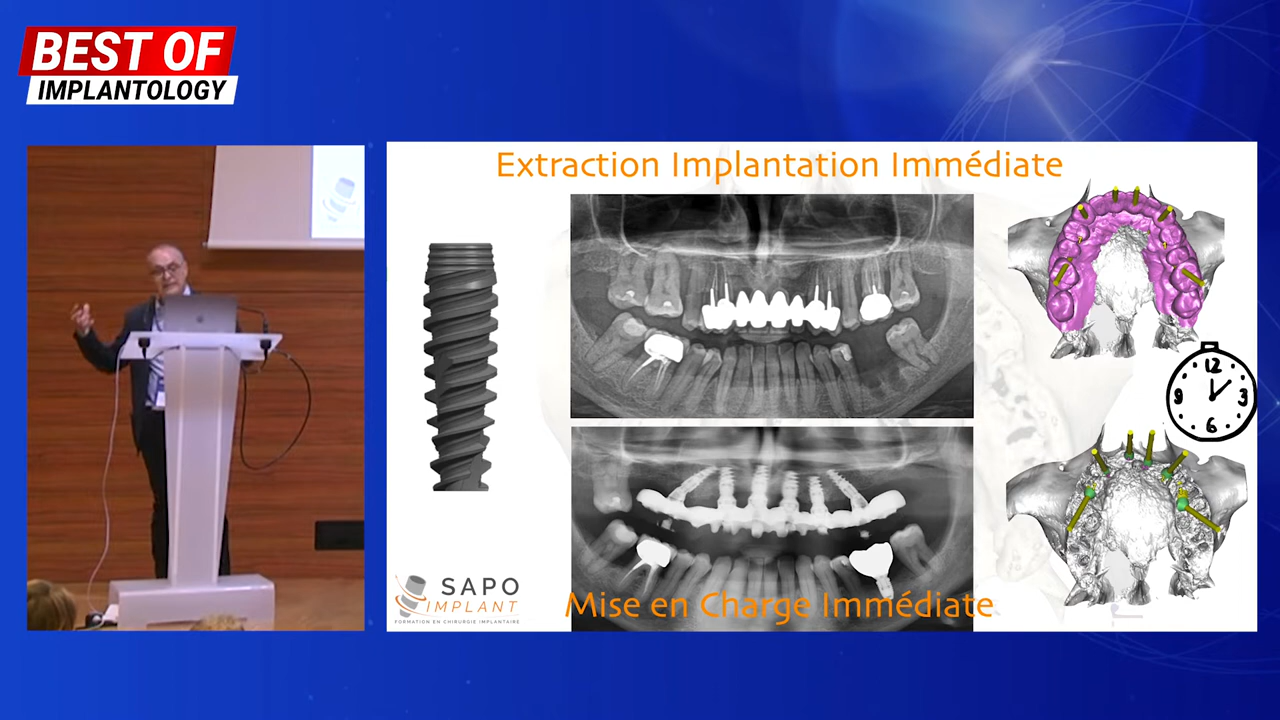 BEST OF
IMPLANTOLOGY
Extraction Implantation Immédiate
12
9
3
6
SAPO
IMPLANT
FORMATION EN CHIRURGIE IMPLANTAIRE
Mise en Charge Immédiate